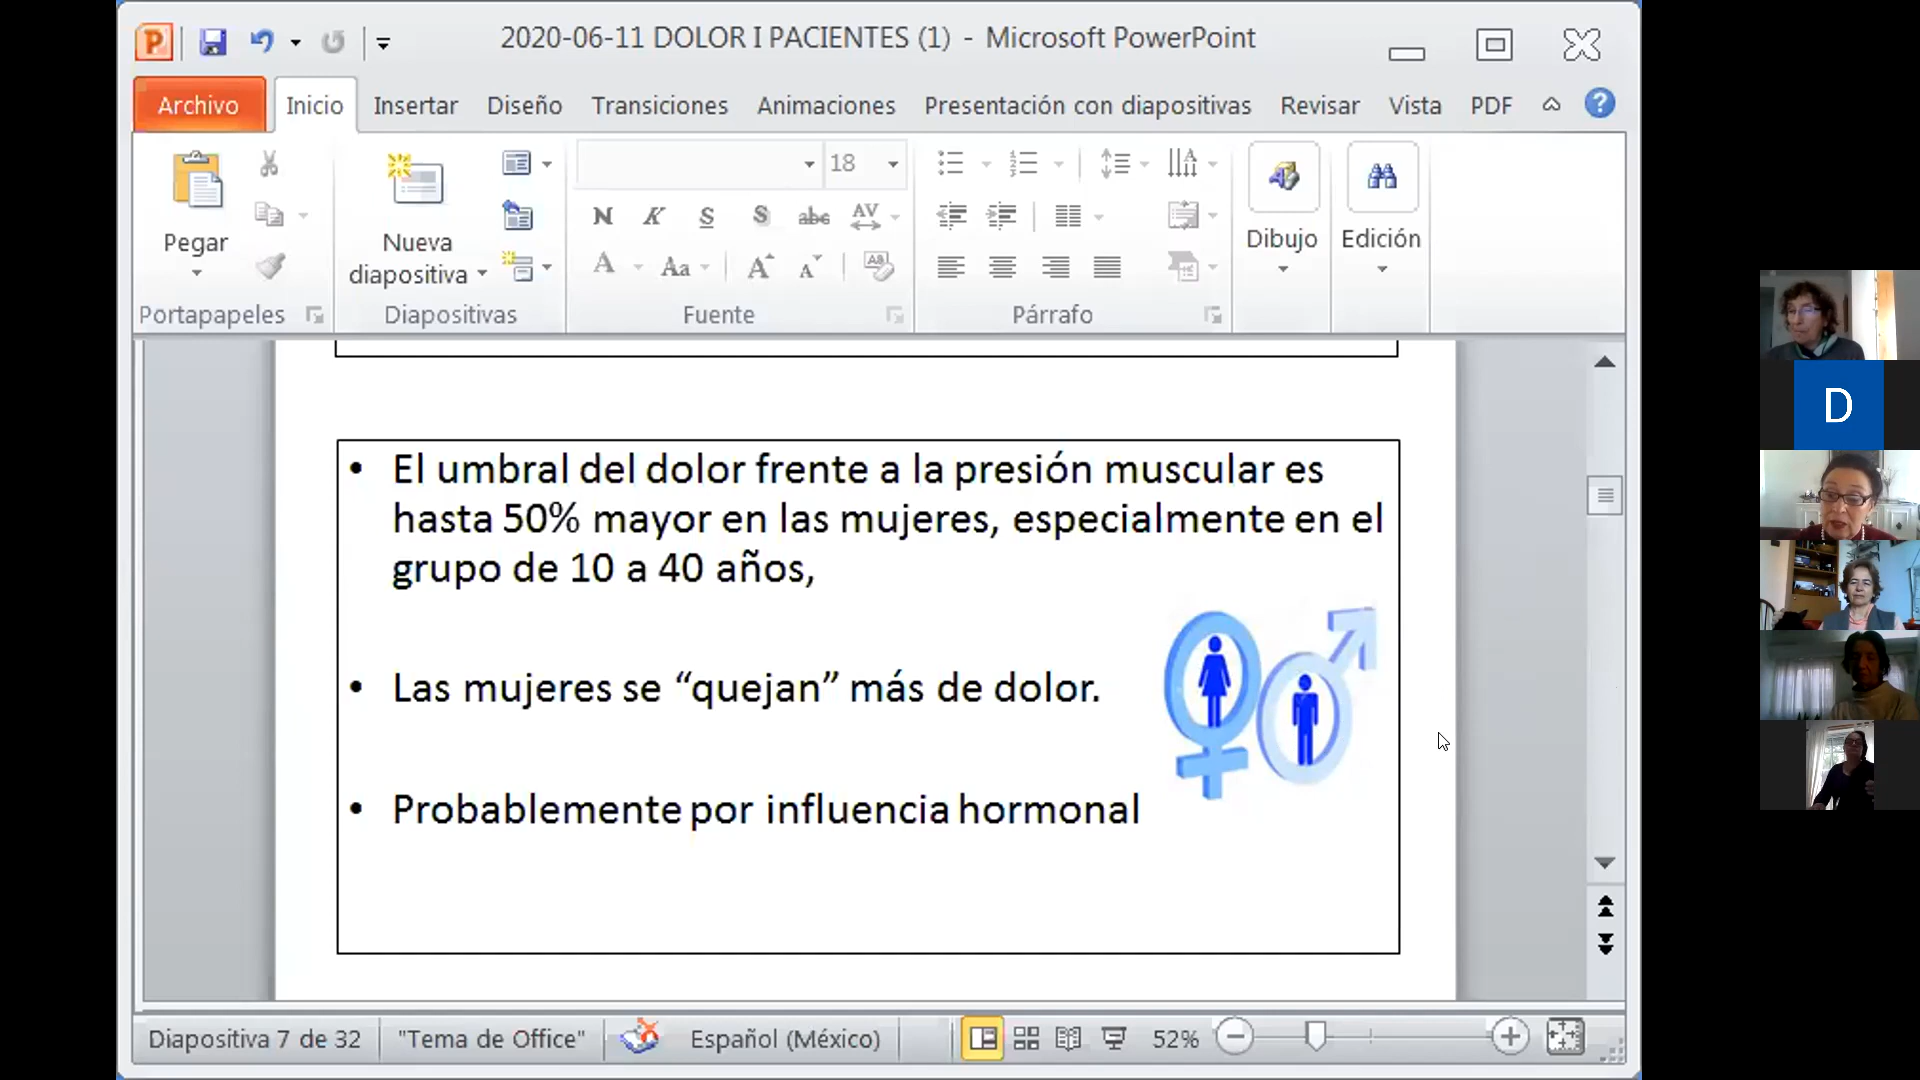 2020-06-11 DOLOR I PACIENTES (1) - Microsoft PowerPoint
Archivo Inicio Insertar Diseño Transiciones Animaciones Presentación con diapositivas Revisar Vista PDF
Pegar
Nueva
diapositiva
18
N K S S abc AV
A Aa A A
Dibujo
Edición
Portapapeles Diapositivas Fuente Párrafo
• El umbral del dolor frente a la presión muscular es
hasta 50% mayor en las mujeres, especialmente en el
grupo de 10 a 40 años,
• Las mujeres se “quejan” más de dolor.
• Probablemente por influencia hormonal
D
Diapositiva 7 de 32 "Tema de Office" Español (México) 52%